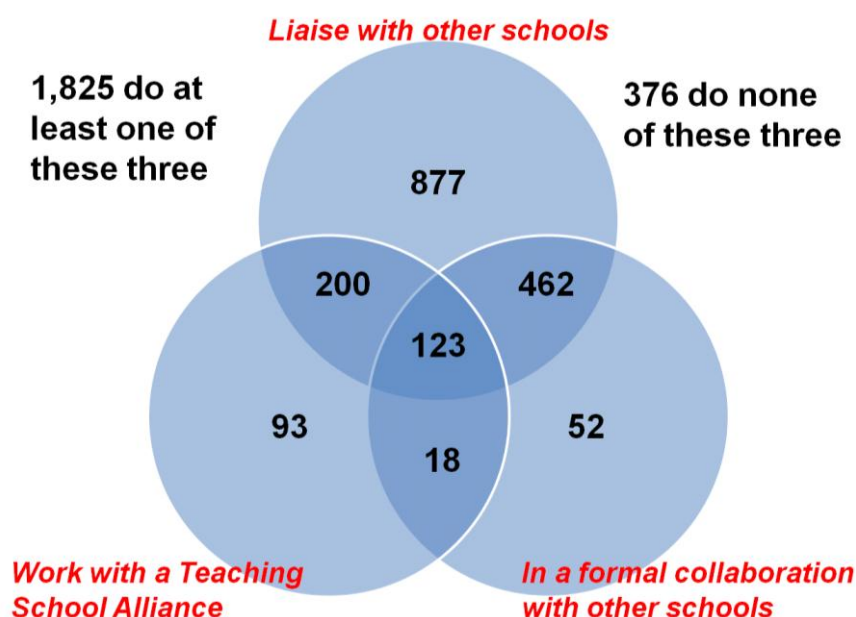 Liaise with other schools
1,825 do at
least one of
these three
376 do none
of these three
877
200
462
123
93
18
52
Work with a Teaching
School Alliance
In a formal collaboration
with other schools